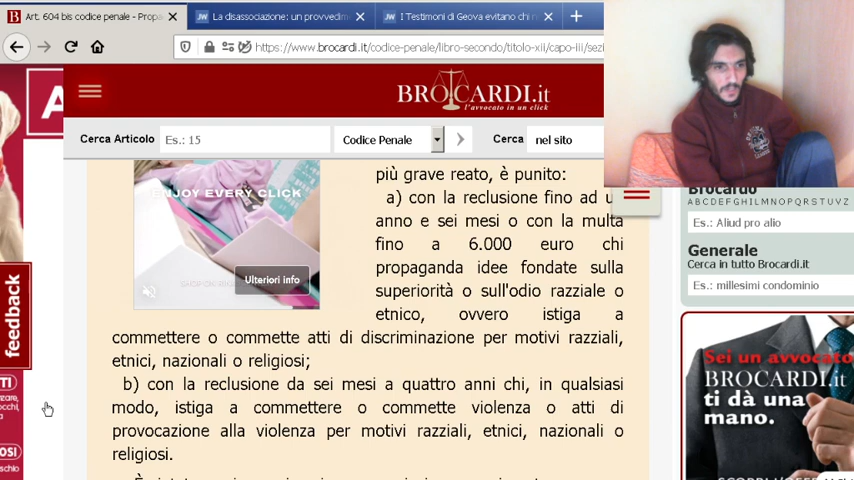 Art. 604 bis codice penale - Propa
La disassociazione: un provvedim
I Testimoni di Geova evitano chi n
https://www.brocardi.it/codice-penale/libro-secondo/titolo-xii/capo-iii/sezi
BROCARDI.it
l'avvocato in un click
Cerca Articolo
Es.: 15
Codice Penale
Cerca
nel sito
ENJOY EVERY CLICK
Ulteriori info
più grave reato, è punito:
a) con la reclusione fino ad u
anno e sei mesi o con la multa
fino a 6.000 euro chi
propaganda idee fondate sulla
superiorità o sull'odio razziale o
etnico, ovvero istiga a
commettere o commette atti di discriminazione per motivi razziali,
etnici, nazionali o religiosi;
b) con la reclusione da sei mesi a quattro anni chi, in qualsiasi
modo, istiga a commettere o commette violenza o atti di
provocazione alla violenza per motivi razziali, etnici, nazionali o
religiosi.
feedback
Brocardo
A B C D E F G H I L M N O P Q R S T U V Z
Es.: Aliud pro alio
Generale
Cerca in tutto Brocardi.it
Es.: millesimi condominio
Sei un avvocato
BROCARDI.it
ti dà una
mano.